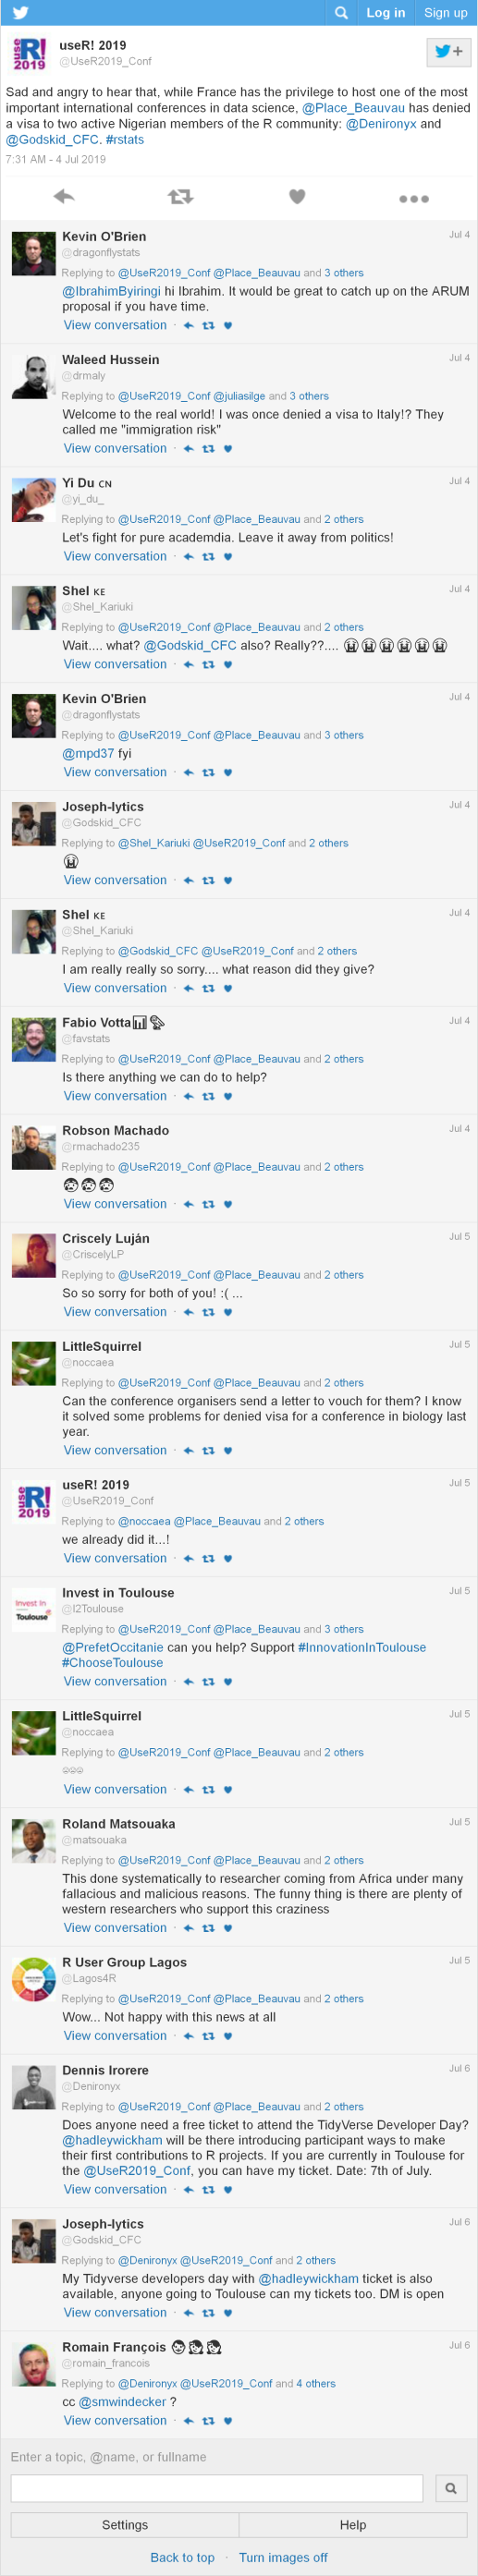 Log in
Sign up
useR!
2019
useR! 2019
@UseR2019_Conf
Sad and angry to hear that, while France has the privilege to host one of the most
important international conferences in data science, @Place_Beauvau has denied
a visa to two active Nigerian members of the R community: @Denironyx and
@Godskid_CFC. #rstats
7:31 AM - 4 Jul 2019
Kevin O'Brien
Jul 4
@dragonflystats
Replying to @UseR2019_Conf @Place_Beauvau and 3 others
@IbrahimByiringi hi Ibrahim. It would be great to catch up on the ARUM
proposal if you have time.
View conversation ·
Waleed Hussein
Jul 4
@drmaly
Replying to @UseR2019_Conf @juliasilge and 3 others
Welcome to the real world! I was once denied a visa to Italy!? They
called me "immigration risk"
View conversation ·
Yi Du CN
Jul 4
@yi_du_
Replying to @UseR2019_Conf @Place_Beauvau and 2 others
Let's fight for pure academdia. Leave it away from politics!
View conversation ·
Shel KE
Jul 4
@Shel_Kariuki
Replying to @UseR2019_Conf @Place_Beauvau and 2 others
Wait.... what? @Godskid_CFC also? Really??.... 😭😭😭😭😭😭
View conversation ·
Kevin O'Brien
Jul 4
@dragonflystats
Replying to @UseR2019_Conf @Place_Beauvau and 3 others
@mpd37 fyi
View conversation ·
Joseph-lytics
Jul 4
@Godskid_CFC
Replying to @Shel_Kariuki @UseR2019_Conf and 2 others
😭
View conversation ·
Shel KE
Jul 4
@Shel_Kariuki
Replying to @Godskid_CFC @UseR2019_Conf and 2 others
I am really really so sorry.... what reason did they give?
View conversation ·
Fabio Votta
Jul 4
@favstats
Replying to @UseR2019_Conf @Place_Beauvau and 2 others
Is there anything we can do to help?
View conversation ·
Robson Machado
Jul 4
@rmachado235
Replying to @UseR2019_Conf @Place_Beauvau and 2 others
View conversation ·
Criscely Luján
Jul 5
@CriscelyLP
Replying to @UseR2019_Conf @Place_Beauvau and 2 others
So so sorry for both of you! :( ...
View conversation ·
LittleSquirrel
Jul 5
@noccaea
Replying to @UseR2019_Conf @Place_Beauvau and 2 others
Can the conference organisers send a letter to vouch for them? I know
it solved some problems for denied visa for a conference in biology last
year.
View conversation ·
useR!
2019
useR! 2019
Jul 5
@UseR2019_Conf
Replying to @noccaea @Place_Beauvau and 2 others
we already did it...!
View conversation ·
Invest in
Toulouse
Invest in Toulouse
Jul 5
@I2Toulouse
Replying to @UseR2019_Conf @Place_Beauvau and 3 others
@PrefetOccitanie can you help? Support #InnovationInToulouse
#ChooseToulouse
View conversation ·
LittleSquirrel
Jul 5
@noccaea
Replying to @UseR2019_Conf @Place_Beauvau and 2 others
View conversation ·
Roland Matsouaka
Jul 5
@matsouaka
Replying to @UseR2019_Conf @Place_Beauvau and 2 others
This done systematically to researcher coming from Africa under many
fallacious and malicious reasons. The funny thing is there are plenty of
western researchers who support this craziness
View conversation ·
R User Group Lagos
Jul 5
@Lagos4R
Replying to @UseR2019_Conf @Place_Beauvau and 2 others
Wow... Not happy with this news at all
View conversation ·
Dennis Irorere
Jul 6
@Denironyx
Replying to @UseR2019_Conf @Place_Beauvau and 2 others
Does anyone need a free ticket to attend the TidyVerse Developer Day?
@hadleywickham will be there introducing participant ways to make
their first contributions to R projects. If you are currently in Toulouse for
the @UseR2019_Conf, you can have my ticket. Date: 7th of July.
View conversation ·
Joseph-lytics
Jul 6
@Godskid_CFC
Replying to @Denironyx @UseR2019_Conf and 2 others
My Tidyverse developers day with @hadleywickham ticket is also
available, anyone going to Toulouse can my tickets too. DM is open
View conversation ·
Romain François
Jul 6
@romain_francois
Replying to @Denironyx @UseR2019_Conf and 4 others
cc @smwindecker ?
View conversation ·
Enter a topic, @name, or fullname
Settings
Help
Back to top · Turn images off